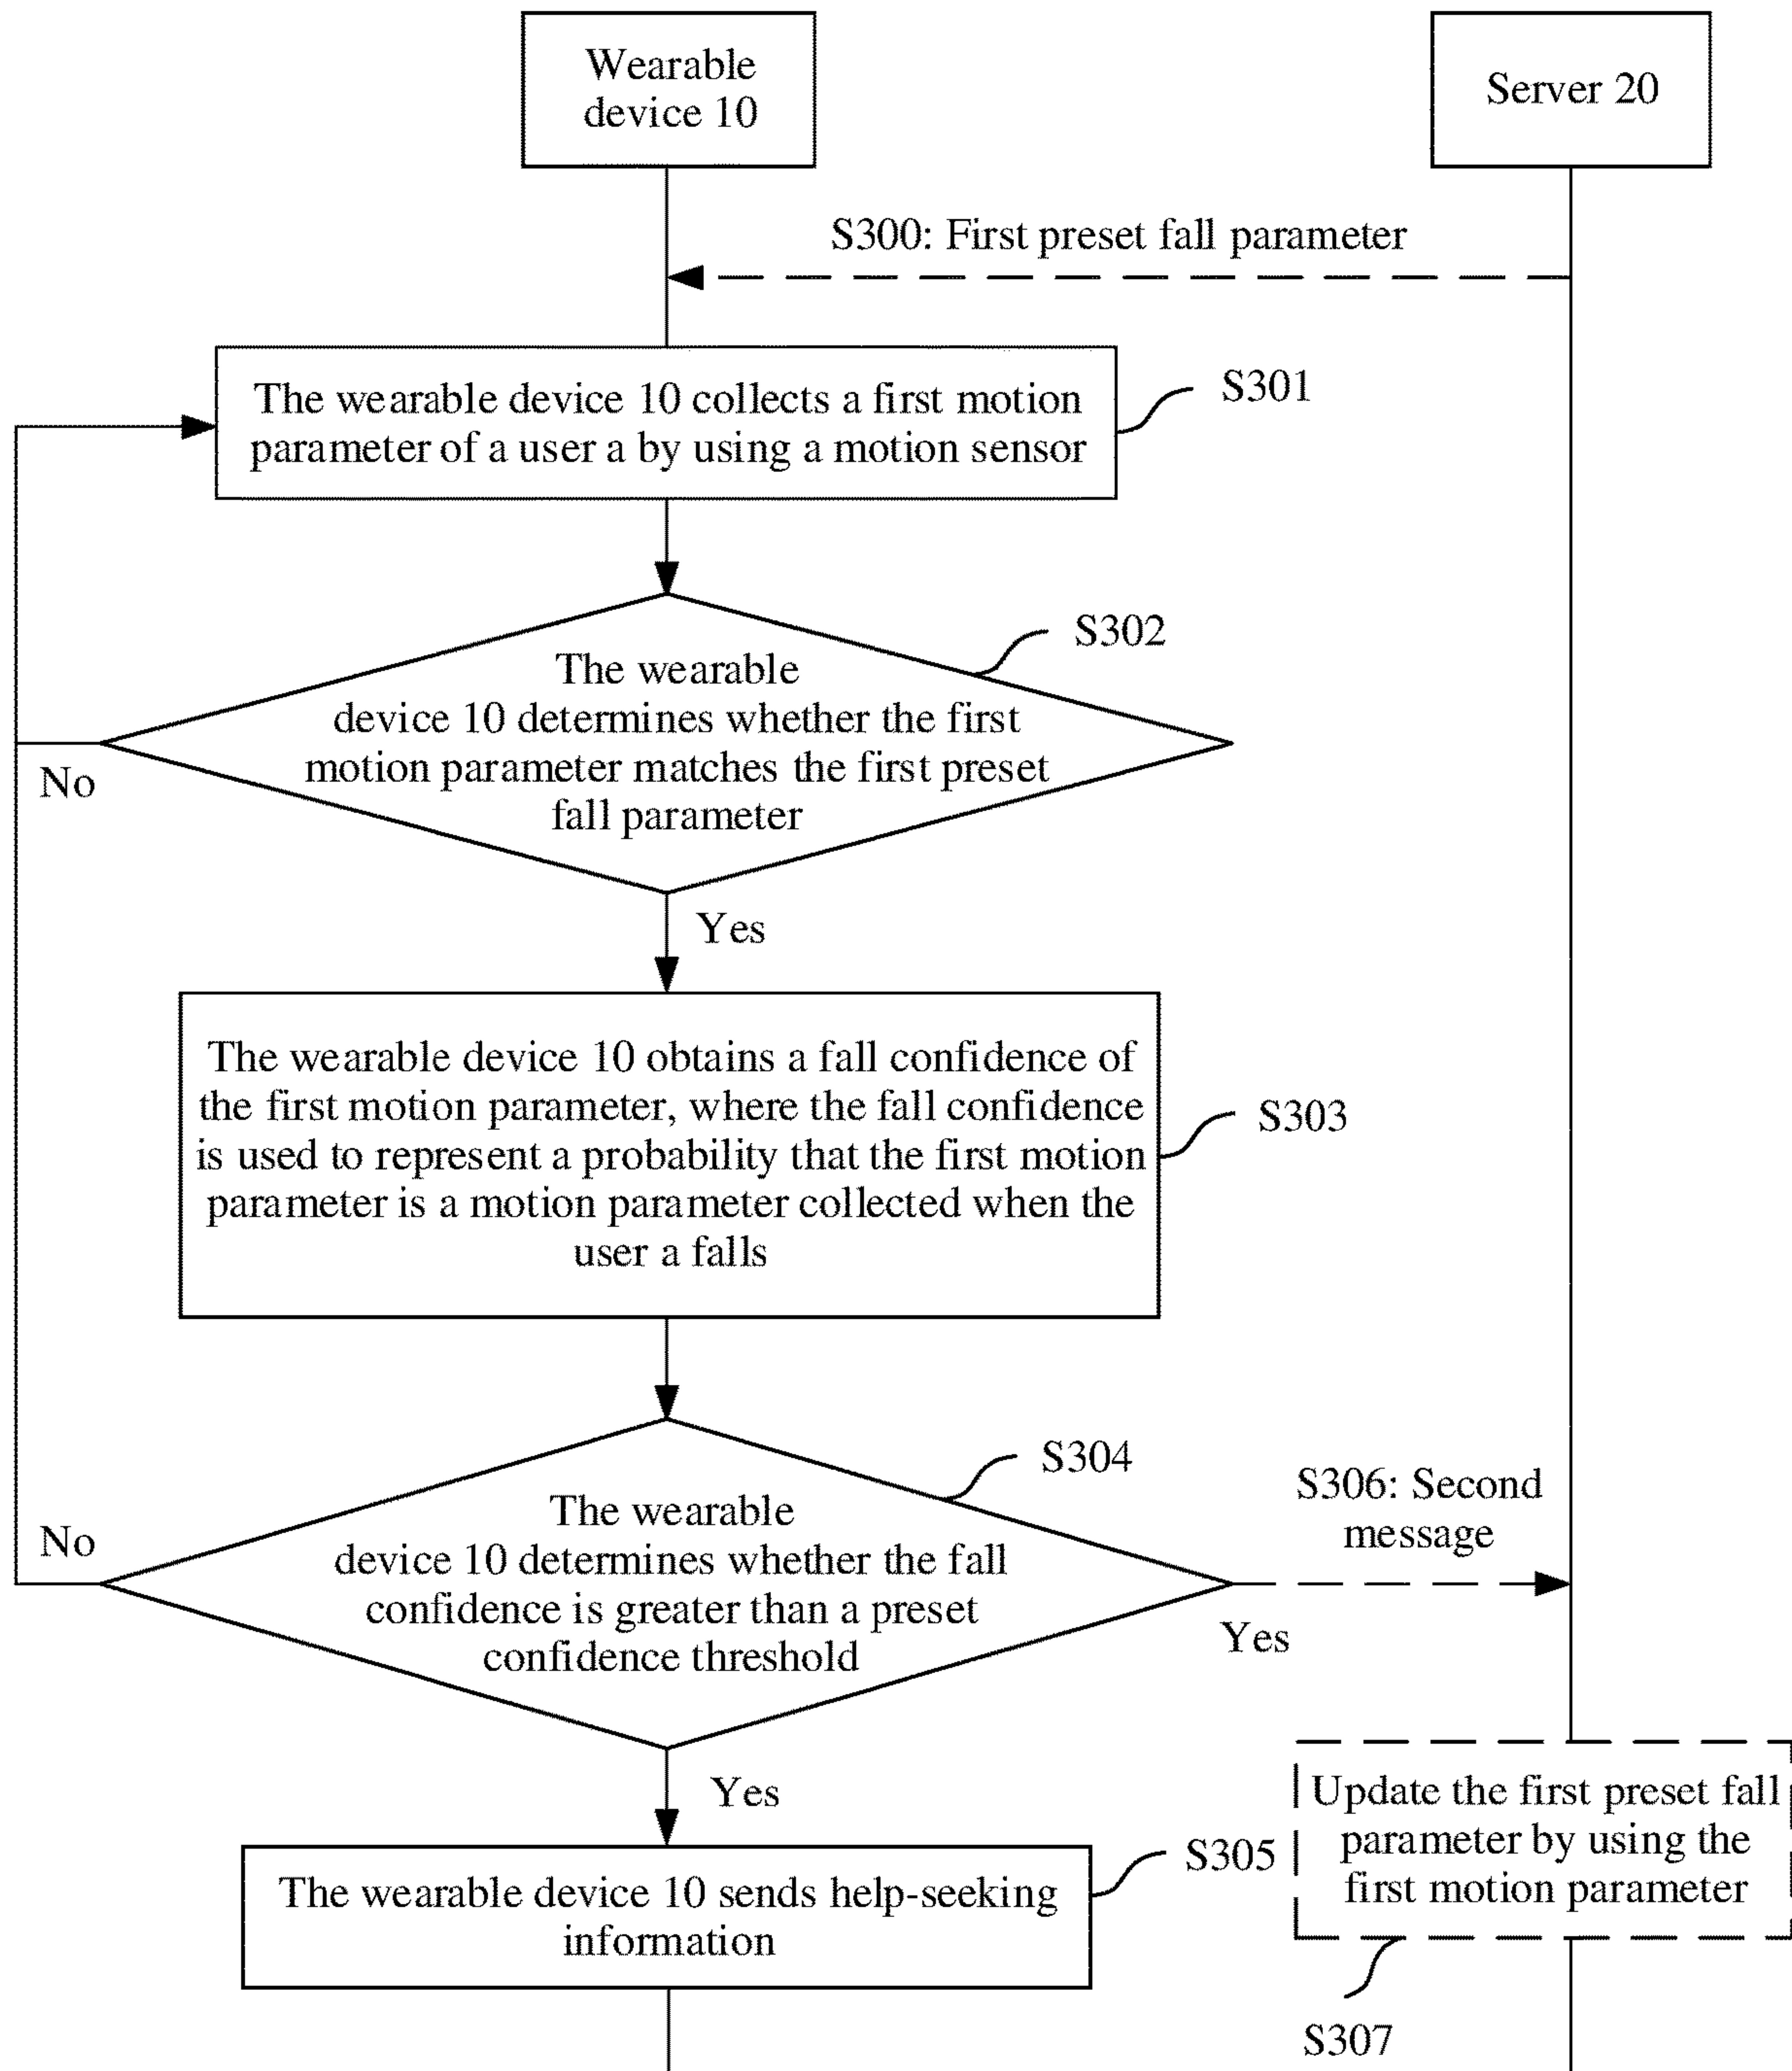 Wearable
device 10
Server 20
S300: First preset fall parameter
The wearable device 10 collects a first motion
parameter of a user a by using a motion sensor
S301
S302
The wearable
device 10 determines whether the first
motion parameter matches the first preset
fall parameter
No
Yes
The wearable device 10 obtains a fall confidence of
the first motion parameter, where the fall confidence
is used to represent a probability that the first motion
parameter is a motion parameter collected when the
user a falls
S303
S304
The wearable
device 10 determines whether the fall
confidence is greater than a preset
confidence threshold
No
S306: Second
message
Yes
Yes
The wearable device 10 sends help-seeking
information
S305
Update the first preset fall
parameter by using the
first motion parameter
S307